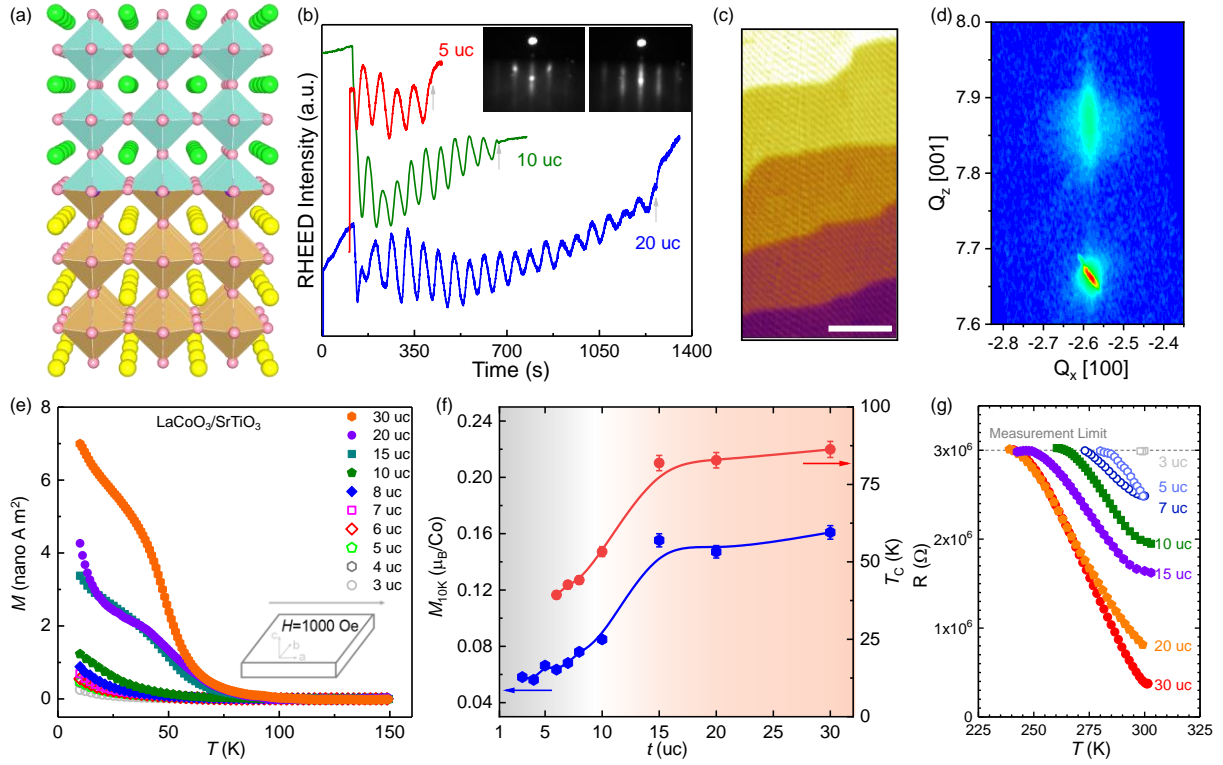 (a)
(b)
RHEED Intensity (a.u.)
5 uc
10 uc
20 uc
0
350
700
1050
1400
Time (s)
(c)
(d)
8.0
7.9
7.8
7.7
7.6
Qz [001]
-2.8
-2.7
-2.6
-2.5
-2.4
Qx [100]
(e)
LaCoO3/SrTiO3
8
6
4
2
0
M (nano A m2)
30 uc
20 uc
15 uc
10 uc
8 uc
7 uc
6 uc
5 uc
4 uc
3 uc
H=1000 Oe
c
b
a
0
50
100
150
T (K)
(f)
0.24
0.20
0.16
0.12
0.08
0.04
M10K (μB/Co)
100
75
50
25
0
TC (K)
1
5
10
15
20
25
30
t (uc)
(g)
Measurement Limit
3x10^6
2x10^6
1x10^6
0
R (Ω)
3 uc
5 uc
7 uc
10 uc
15 uc
20 uc
30 uc
225
250
275
300
325
T (K)